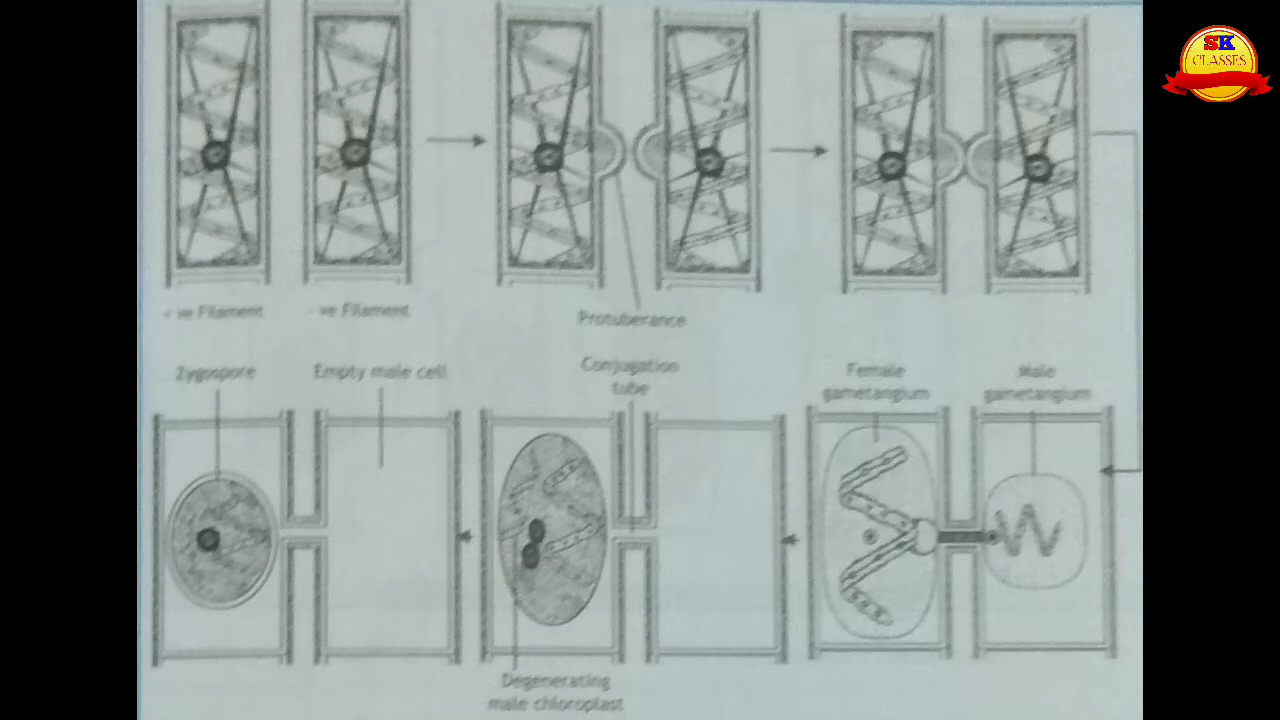 SK
CLASSES
+ ve Filament
- ve Filament
Protuberance
Zygospore
Empty male cell
Conjugation
tube
Female
gametangium
Male
gametangium
Degenerating
male chloroplast